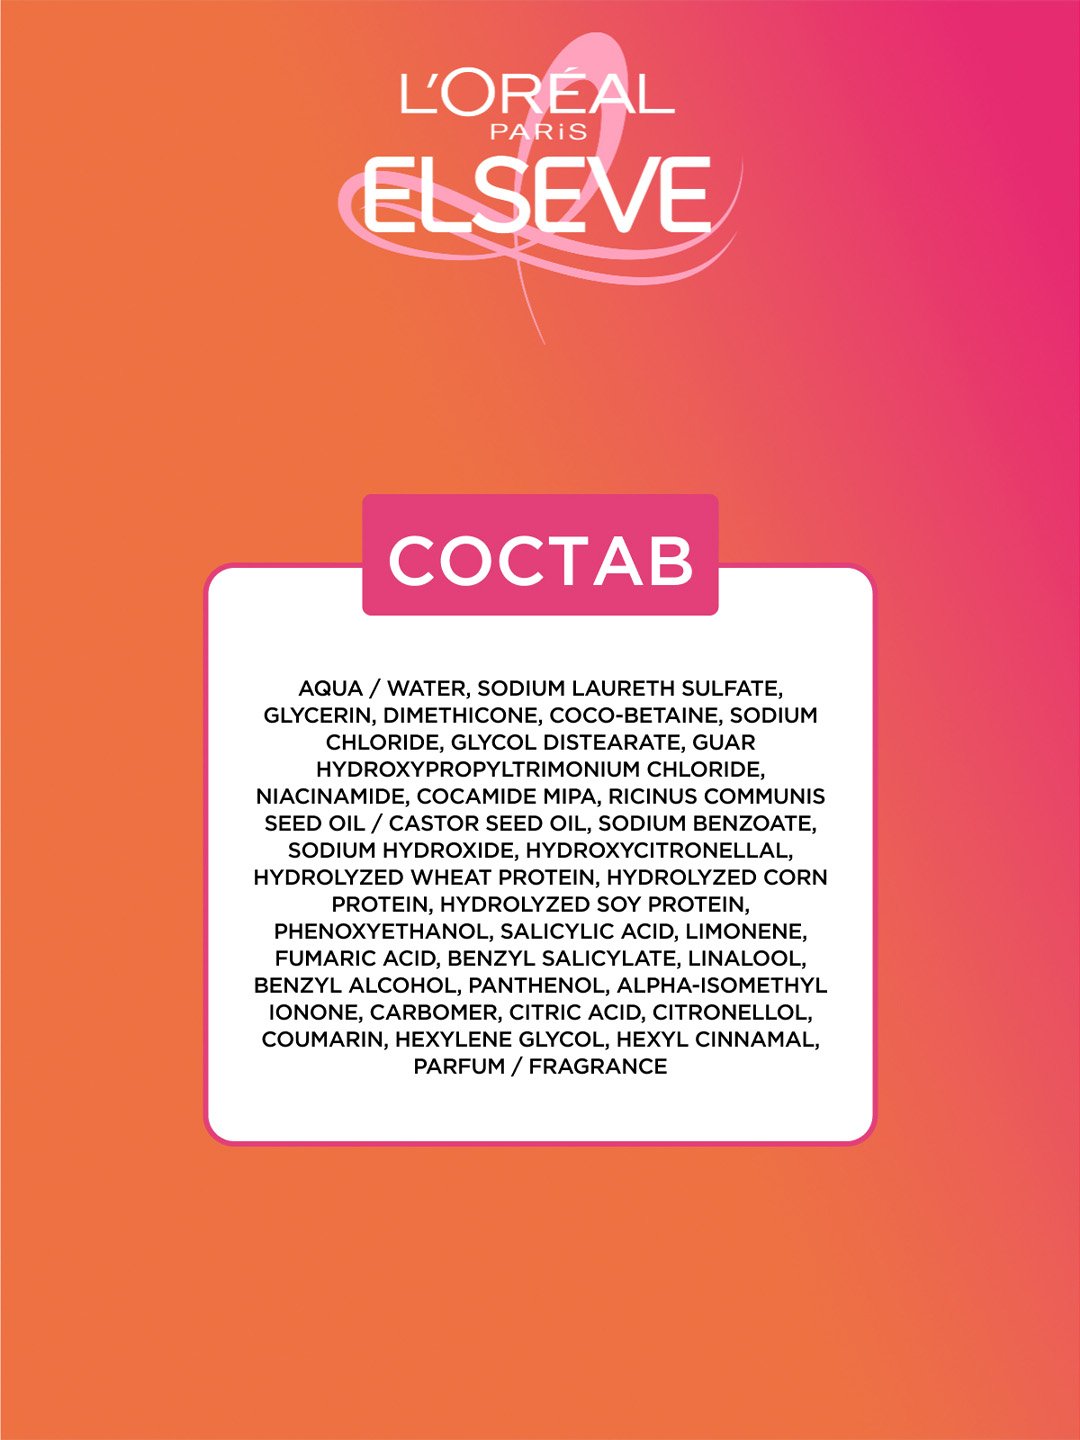 L'ORÉAL
PARiS
ELSEVE
СОСТАВ
AQUA / WATER, SODIUM LAURETH SULFATE,
GLYCERIN, DIMETHICONE, COCO-BETAINE, SODIUM
CHLORIDE, GLYCOL DISTEARATE, GUAR
HYDROXYPROPYLTRIMONIUM CHLORIDE,
NIACINAMIDE, COCAMIDE MIPA, RICINUS COMMUNIS
SEED OIL / CASTOR SEED OIL, SODIUM BENZOATE,
SODIUM HYDROXIDE, HYDROXYCITRONELLAL,
HYDROLYZED WHEAT PROTEIN, HYDROLYZED CORN
PROTEIN, HYDROLYZED SOY PROTEIN,
PHENOXYETHANOL, SALICYLIC ACID, LIMONENE,
FUMARIC ACID, BENZYL SALICYLATE, LINALOOL,
BENZYL ALCOHOL, PANTHENOL, ALPHA-ISOMETHYL
IONONE, CARBOMER, CITRIC ACID, CITRONELLOL,
COUMARIN, HEXYLENE GLYCOL, HEXYL CINNAMAL,
PARFUM / FRAGRANCE